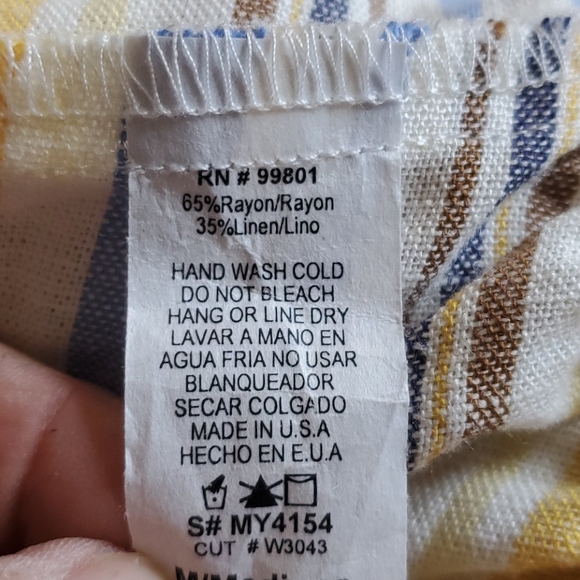 RN # 99801
65%Rayon/Rayon
35%Linen/Lino
HAND WASH COLD
DO NOT BLEACH
HANG OR LINE DRY
LAVAR A MANO EN
AGUA FRIA NO USAR
BLANQUEADOR
SECAR COLGADO
MADE IN U.S.A
HECHO EN E.U.A
S# MY4154
CUT # W3043